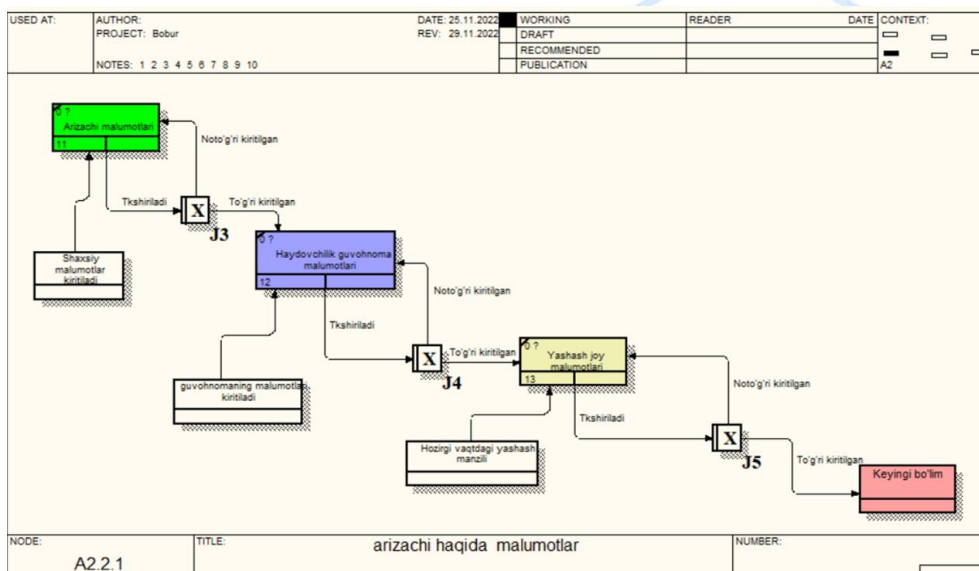 USED AT:
AUTHOR:
DATE: 25.11.2022
WORKING
READER
DATE
CONTEXT:
PROJECT: Bobur
REV: 29.11.2022
DRAFT
RECOMMENDED
NOTES: 1 2 3 4 5 6 7 8 9 10
PUBLICATION
A2
0 ?
Arizachi malumotlari
11
Noto'g'ri kiritilgan
Tkshiriladi
X
To'g'ri kiritilgan
J3
Shaxsiy
malumotlar
kiritiladi
0 ?
Haydovchilik guvohnoma
malumotlari
12
Noto'g'ri kiritilgan
Tkshiriladi
X
To'g'ri kiritilgan
J4
guvohnomaning malumotlar
kiritiladi
0 ?
Yashash joy
malumotlari
13
Noto'g'ri kiritilgan
Tkshiriladi
X
To'g'ri kiritilgan
J5
Hozirgi vaqtdagi yashash
manzili
Keyingi bo'lim
NODE:
A2.2.1
TITLE:
arizachi haqida malumotlar
NUMBER: